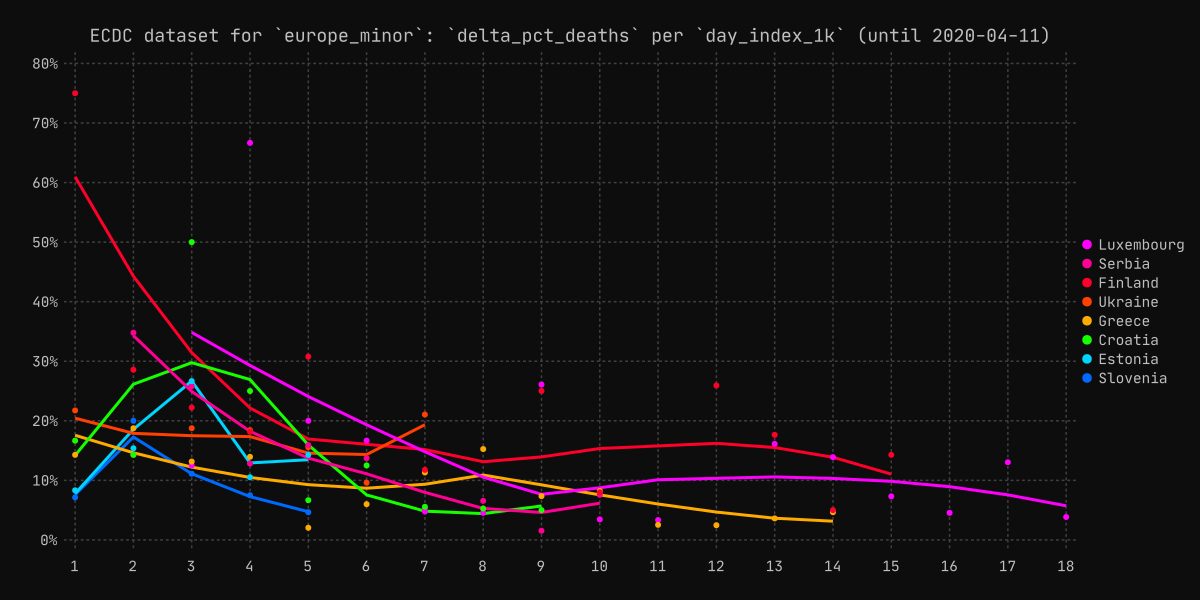 ECDC dataset for `europe_minor`: `delta_pct_deaths` per `day_index_1k` (until 2020-04-11)
80%
70%
60%
50%
40%
30%
20%
10%
0%
1 2 3 4 5 6 7 8 9 10 11 12 13 14 15 16 17 18
Luxembourg
Serbia
Finland
Ukraine
Greece
Croatia
Estonia
Slovenia